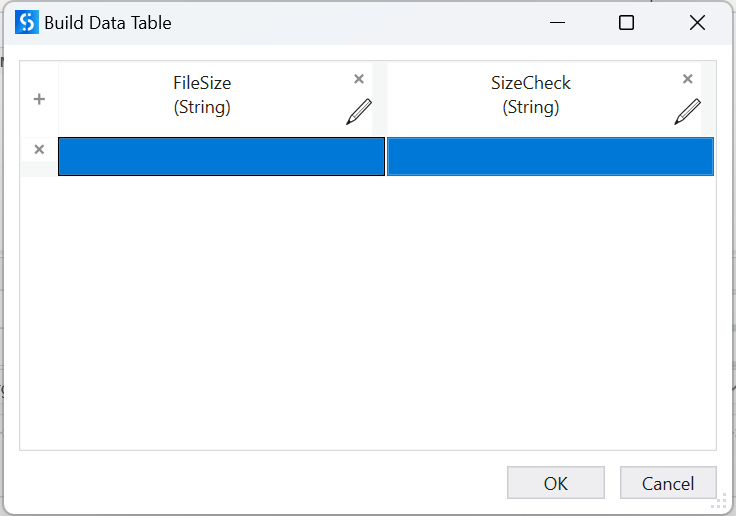 Build Data Table
FileSize
(String)
SizeCheck
(String)
OK
Cancel